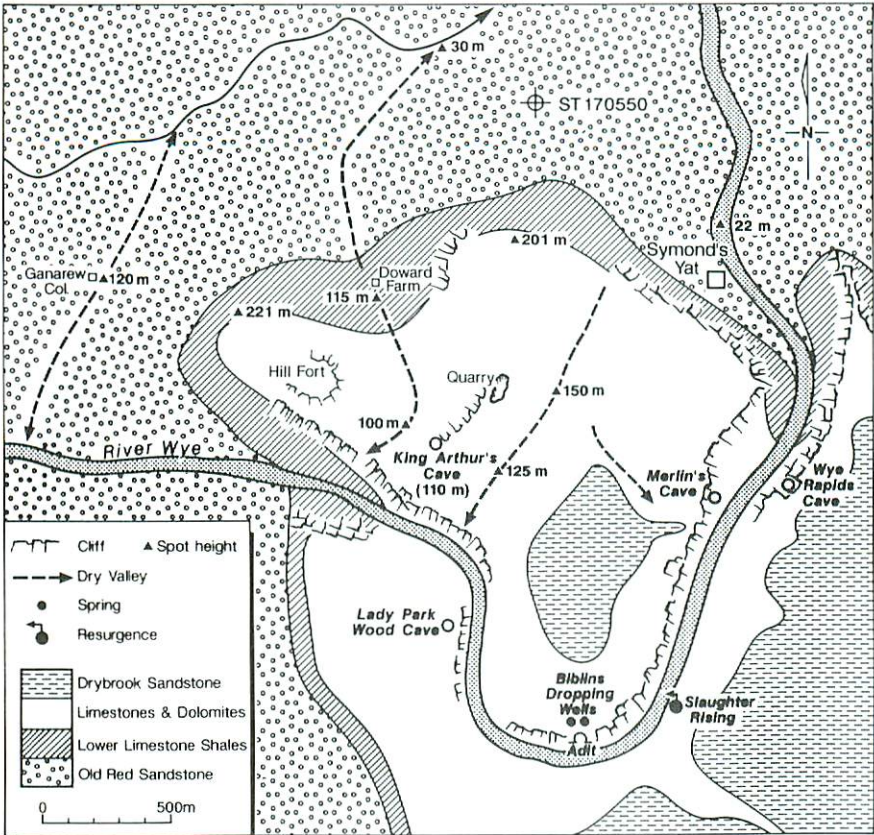 30 m
ST 170550
N
201 m
22 m
Symond's
Yat
Ganarew
Col.
120 m
Doward
Farm
115 m
221 m
Hill Fort
Quarry
150 m
100 m
River Wye
King Arthur's
Cave
(110 m)
125 m
Merlin's
Cave
Wye
Rapids
Cave
Cliff
Spot height
Dry Valley
Spring
Resurgence
Lady Park
Wood Cave
Biblins
Dropping
Wells
Adit
Slaughter
Rising
Drybrook Sandstone
Limestones & Dolomites
Lower Limestone Shales
Old Red Sandstone
0 500m